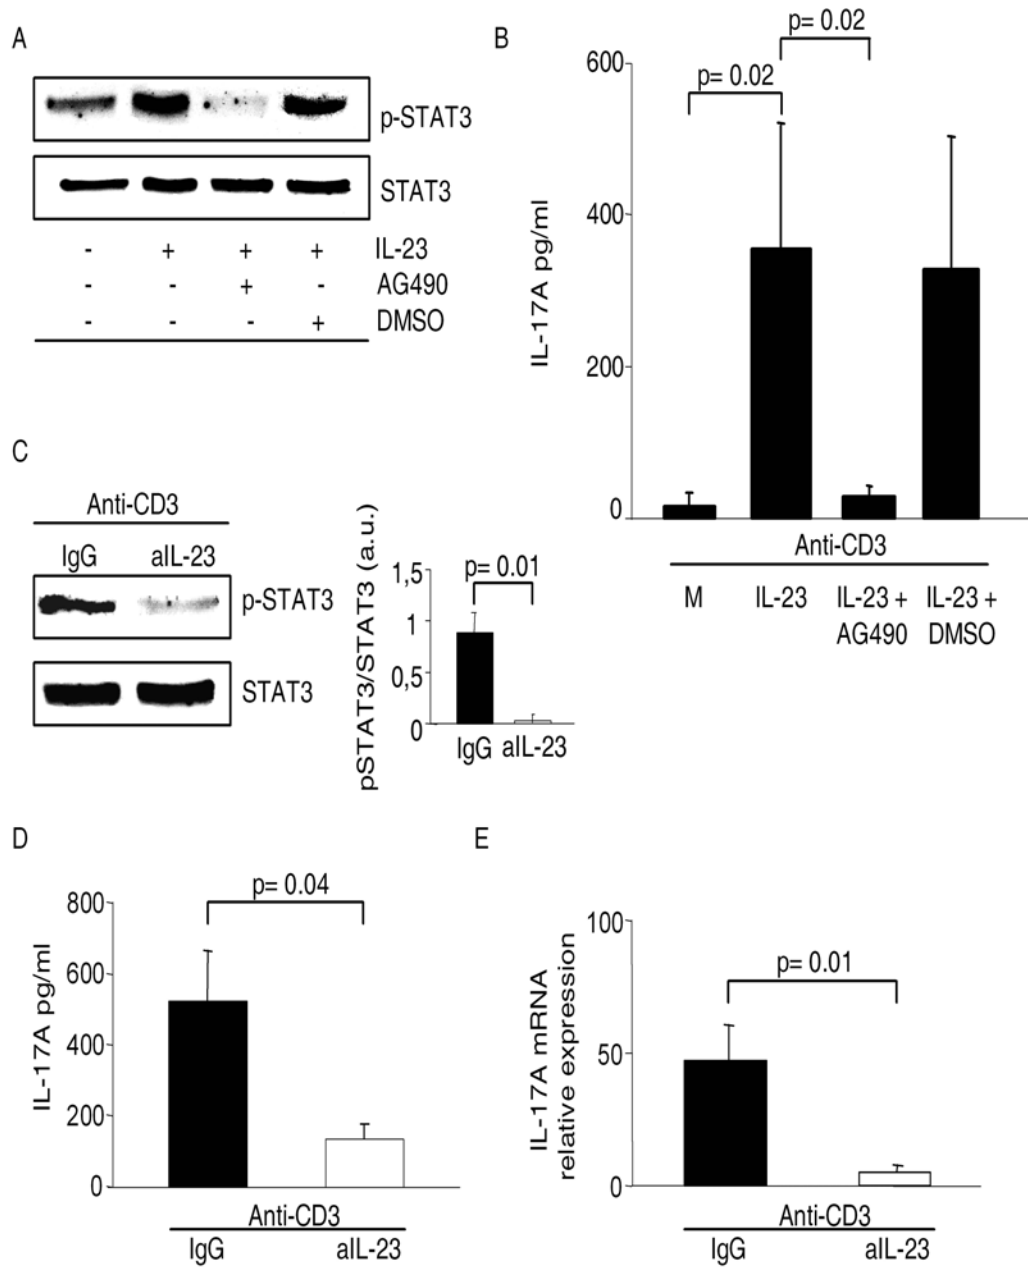 A
p-STAT3
STAT3
- + + + IL-23
- - + - AG490
- - - + DMSO
B
p= 0.02
p= 0.02
600
400
200
0
IL-17A pg/ml
Anti-CD3
M IL-23 IL-23 + IL-23 +
AG490 DMSO
C
Anti-CD3
IgG aIL-23
p-STAT3
STAT3
pSTAT3/STAT3 (a.u.)
p= 0.01
1,5
1
0,5
0
IgG aIL-23
D
p= 0.04
800
600
400
200
0
IL-17A pg/ml
Anti-CD3
IgG aIL-23
E
p= 0.01
100
50
0
IL-17A mRNA
relative expression
Anti-CD3
IgG aIL-23